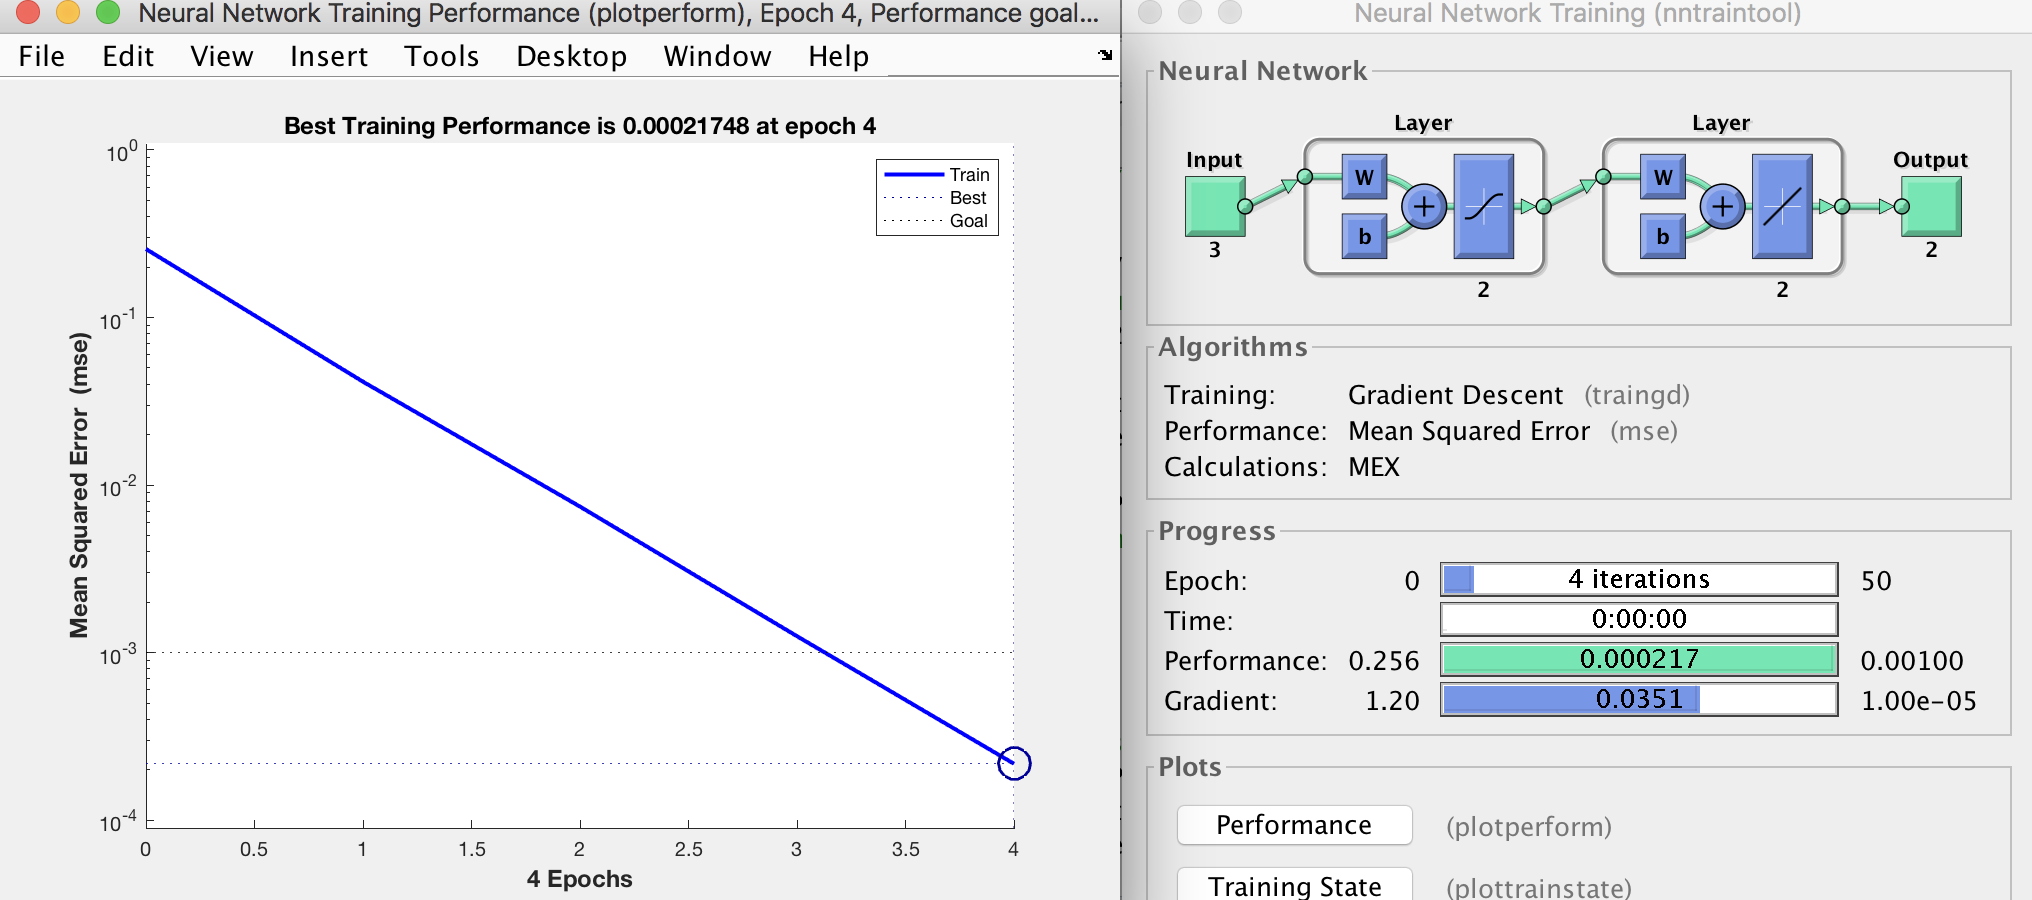 Neural Network Training Performance (plotperform), Epoch 4, Performance goal...
File Edit View Insert Tools Desktop Window Help
Best Training Performance is 0.00021748 at epoch 4
Train
Best
Goal
10^0
10^-1
10^-2
10^-3
10^-4
Mean Squared Error (mse)
0 0.5 1 1.5 2 2.5 3 3.5 4
4 Epochs
Neural Network Training (nntraintool)
Neural Network
Layer Layer
Input Output
W W
b b
3 2
2 2
Algorithms
Training: Gradient Descent (traingd)
Performance: Mean Squared Error (mse)
Calculations: MEX
Progress
Epoch: 0 4 iterations 50
Time: 0:00:00
Performance: 0.256 0.000217 0.00100
Gradient: 1.20 0.0351 1.00e-05
Plots
Performance (plotperform)
Training State (plottrainstate)